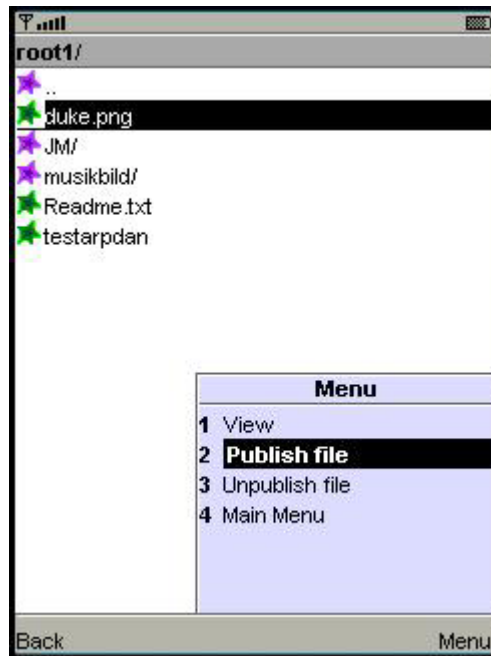 root1/
..
duke.png
JM/
musikbild/
Readme.txt
testarpdan
Menu
1 View
2 Publish file
3 Unpublish file
4 Main Menu
Back Menu